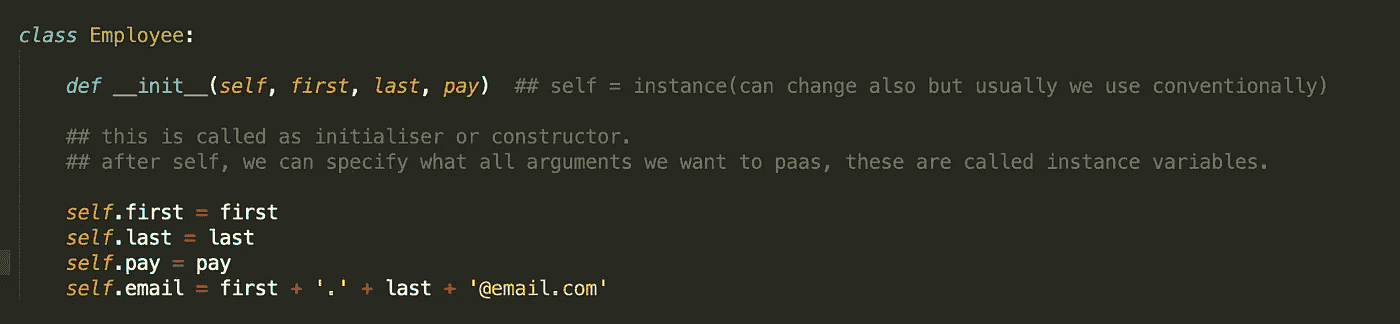 class Employee:
def __init__(self, first, last, pay)  ## self = instance(can change also but usually we use conventionally)
## this is called as initialiser or constructor.
## after self, we can specify what all arguments we want to paas, these are called instance variables.
self.first = first
self.last = last
self.pay = pay
self.email = first + '.' + last + '@email.com'